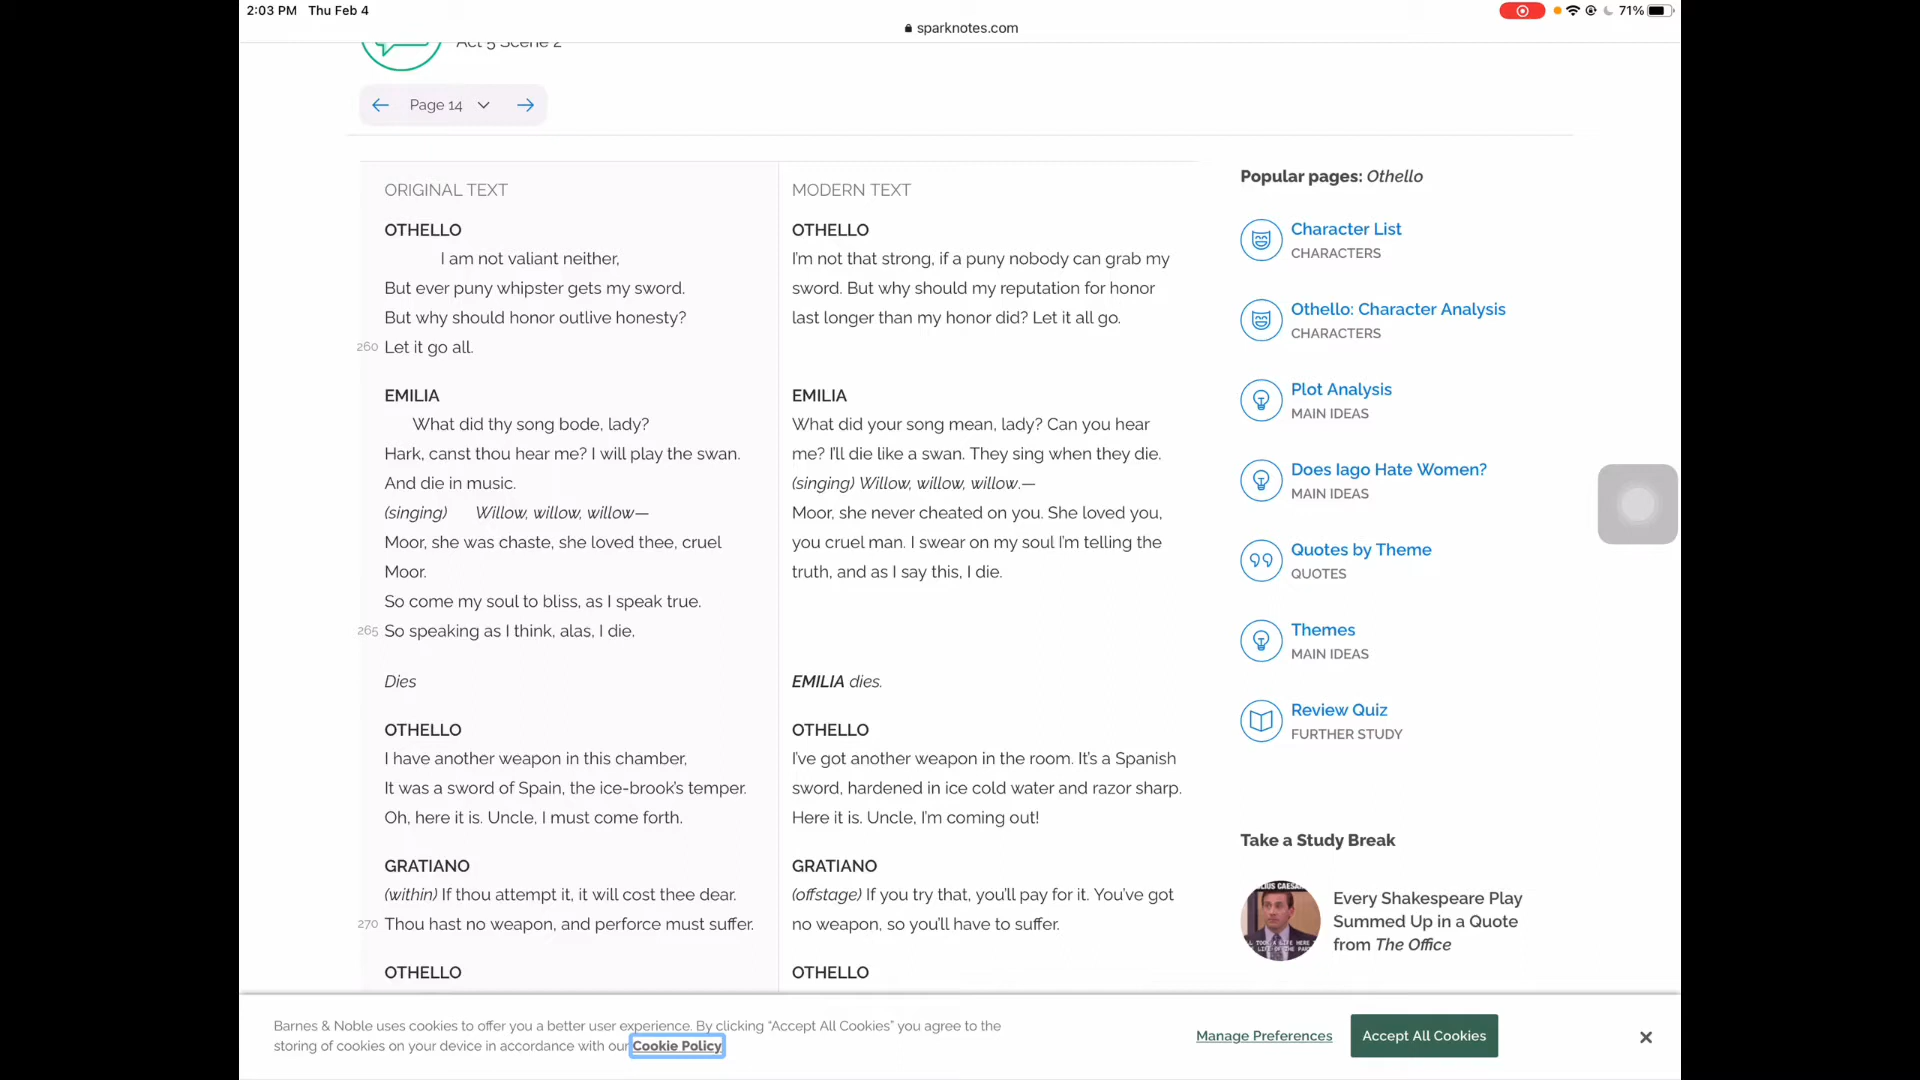 2:03 PM Thu Feb 4
71%
sparknotes.com
Act 5 Scene 2
Page 14
ORIGINAL TEXT
OTHELLO
I am not valiant neither,
But ever puny whipster gets my sword.
But why should honor outlive honesty?
260 Let it go all.
EMILIA
What did thy song bode, lady?
Hark, canst thou hear me? I will play the swan.
And die in music.
(singing) Willow, willow, willow—
Moor, she was chaste, she loved thee, cruel
Moor.
So come my soul to bliss, as I speak true.
265 So speaking as I think, alas, I die.
Dies
OTHELLO
I have another weapon in this chamber,
It was a sword of Spain, the ice-brook's temper.
Oh, here it is. Uncle, I must come forth.
GRATIANO
(within) If thou attempt it, it will cost thee dear.
270 Thou hast no weapon, and perforce must suffer.
OTHELLO
MODERN TEXT
OTHELLO
I'm not that strong, if a puny nobody can grab my
sword. But why should my reputation for honor
last longer than my honor did? Let it all go.
EMILIA
What did your song mean, lady? Can you hear
me? I'll die like a swan. They sing when they die.
(singing) Willow, willow, willow.—
Moor, she never cheated on you. She loved you,
you cruel man. I swear on my soul I'm telling the
truth, and as I say this, I die.
EMILIA dies.
OTHELLO
I've got another weapon in the room. It's a Spanish
sword, hardened in ice cold water and razor sharp.
Here it is. Uncle, I'm coming out!
GRATIANO
(offstage) If you try that, you'll pay for it. You've got
no weapon, so you'll have to suffer.
OTHELLO
Popular pages: Othello
Character List
CHARACTERS
Othello: Character Analysis
CHARACTERS
Plot Analysis
MAIN IDEAS
Does Iago Hate Women?
MAIN IDEAS
Quotes by Theme
QUOTES
Themes
MAIN IDEAS
Review Quiz
FURTHER STUDY
Take a Study Break
Every Shakespeare Play
Summed Up in a Quote
from The Office
Barnes & Noble uses cookies to offer you a better user experience. By clicking "Accept All Cookies" you agree to the
storing of cookies on your device in accordance with our Cookie Policy
Manage Preferences
Accept All Cookies